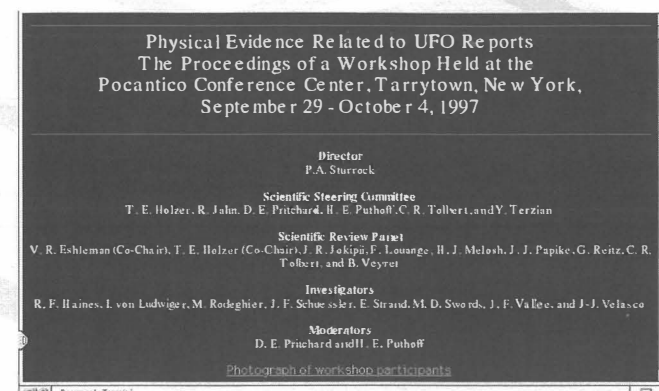 Physical Evidence Related to UFO Reports
The Proceedings of a Workshop Held at the
Pocantico Conference Center, Tarrytown, New York,
September 29 - October 4, 1997
Director
P.A. Sturrock
Scientific Steering Committee
T. E. Holzer, R. Jahn, D. E. Pritchard, H. E. Puthoff, C. R. Tolbert, and Y. Terzian
Scientific Review Panel
V. R. Eshleman (Co-Chair), T. E. Holzer (Co-Chair), J. R. Jokipii, F. Louange, H. J. Melosh, J. J. Papike, G. Reitz, C. R.
Tolbert, and B. Veyret
Investigators
R. F. Haines, I. von Ludwiger, M. Rodeghier, J. F. Schuessler, E. Strand, M. D. Swords, J. F. Vallee, and J-J. Velasco
Moderators
D. E. Pritchard and H. E. Puthoff
Photograph of workshop participants